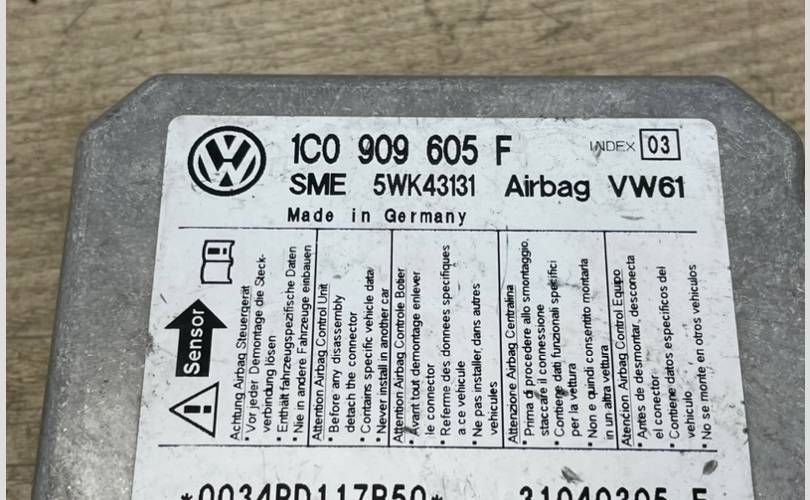 1C0 909 605 F
INDEX 03
SME 5WK43131 Airbag VW61
Made in Germany
Sensor
Achtung Airbag Steuergerät
• Vor jeder Demontage die Steck-
verbindung lösen
• Enthält fahrzeugspezifische Daten
• Nie in andere Fahrzeuge einbauen
Attention Airbag Control Unit
• Before any disassembly
detach the connector
• Contains specific vehicle data
• Never install in another car
Attention Airbag Controle Bober
• Avant tout demontage enlever
le connector
• Referme des donnees specifiques
a ce vehicule
• Ne pas installer dans autres
vehicules
Attenzione Airbag Centralina
• Prima di procedere allo smontaggio,
staccare il connessione
• Contiene dati funzionali specifici
per la vettura
• Non e quindi consentito montarla
in un altra vettura
Atencion Airbag Control Equipo
• Antes de desmontar, desconecta
el conector
• Contiene datos especificos del
vehiculo
• No se monte en otros vehiculos